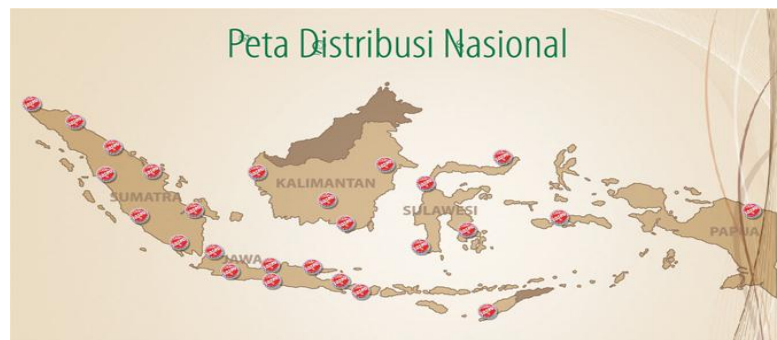 Peta Distribusi Nasional
KALIMANTAN
SUMATRA
SULAWESI
PAPUA
JAWA